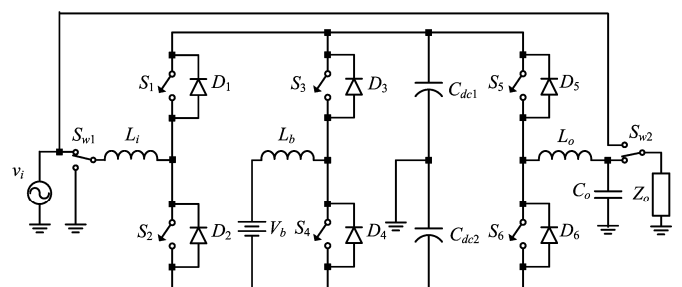 S1 D1 S3 D3 Cdc1 S5 D5
Sw1 Li Lb Lo Sw2
vi Co Zo
S2 D2 Vb S4 D4 Cdc2 S6 D6